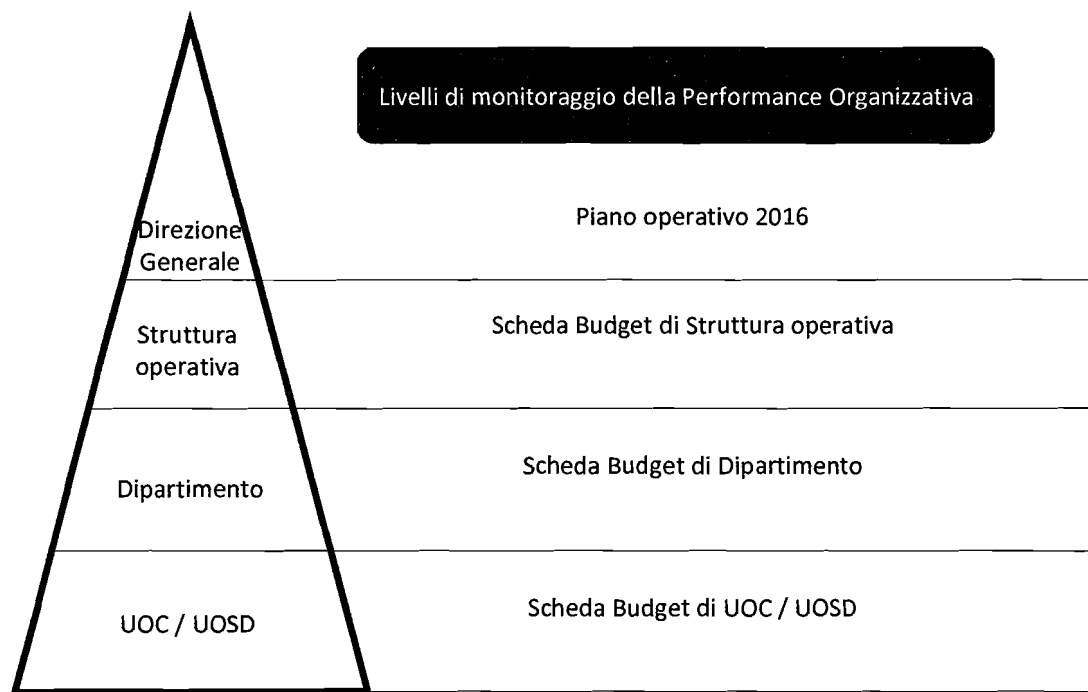 Livelli di monitoraggio della Performance Organizzativa
Direzione
Generale
Piano operativo 2016
Struttura
operativa
Scheda Budget di Struttura operativa
Dipartimento
Scheda Budget di Dipartimento
UOC / UOSD
Scheda Budget di UOC / UOSD